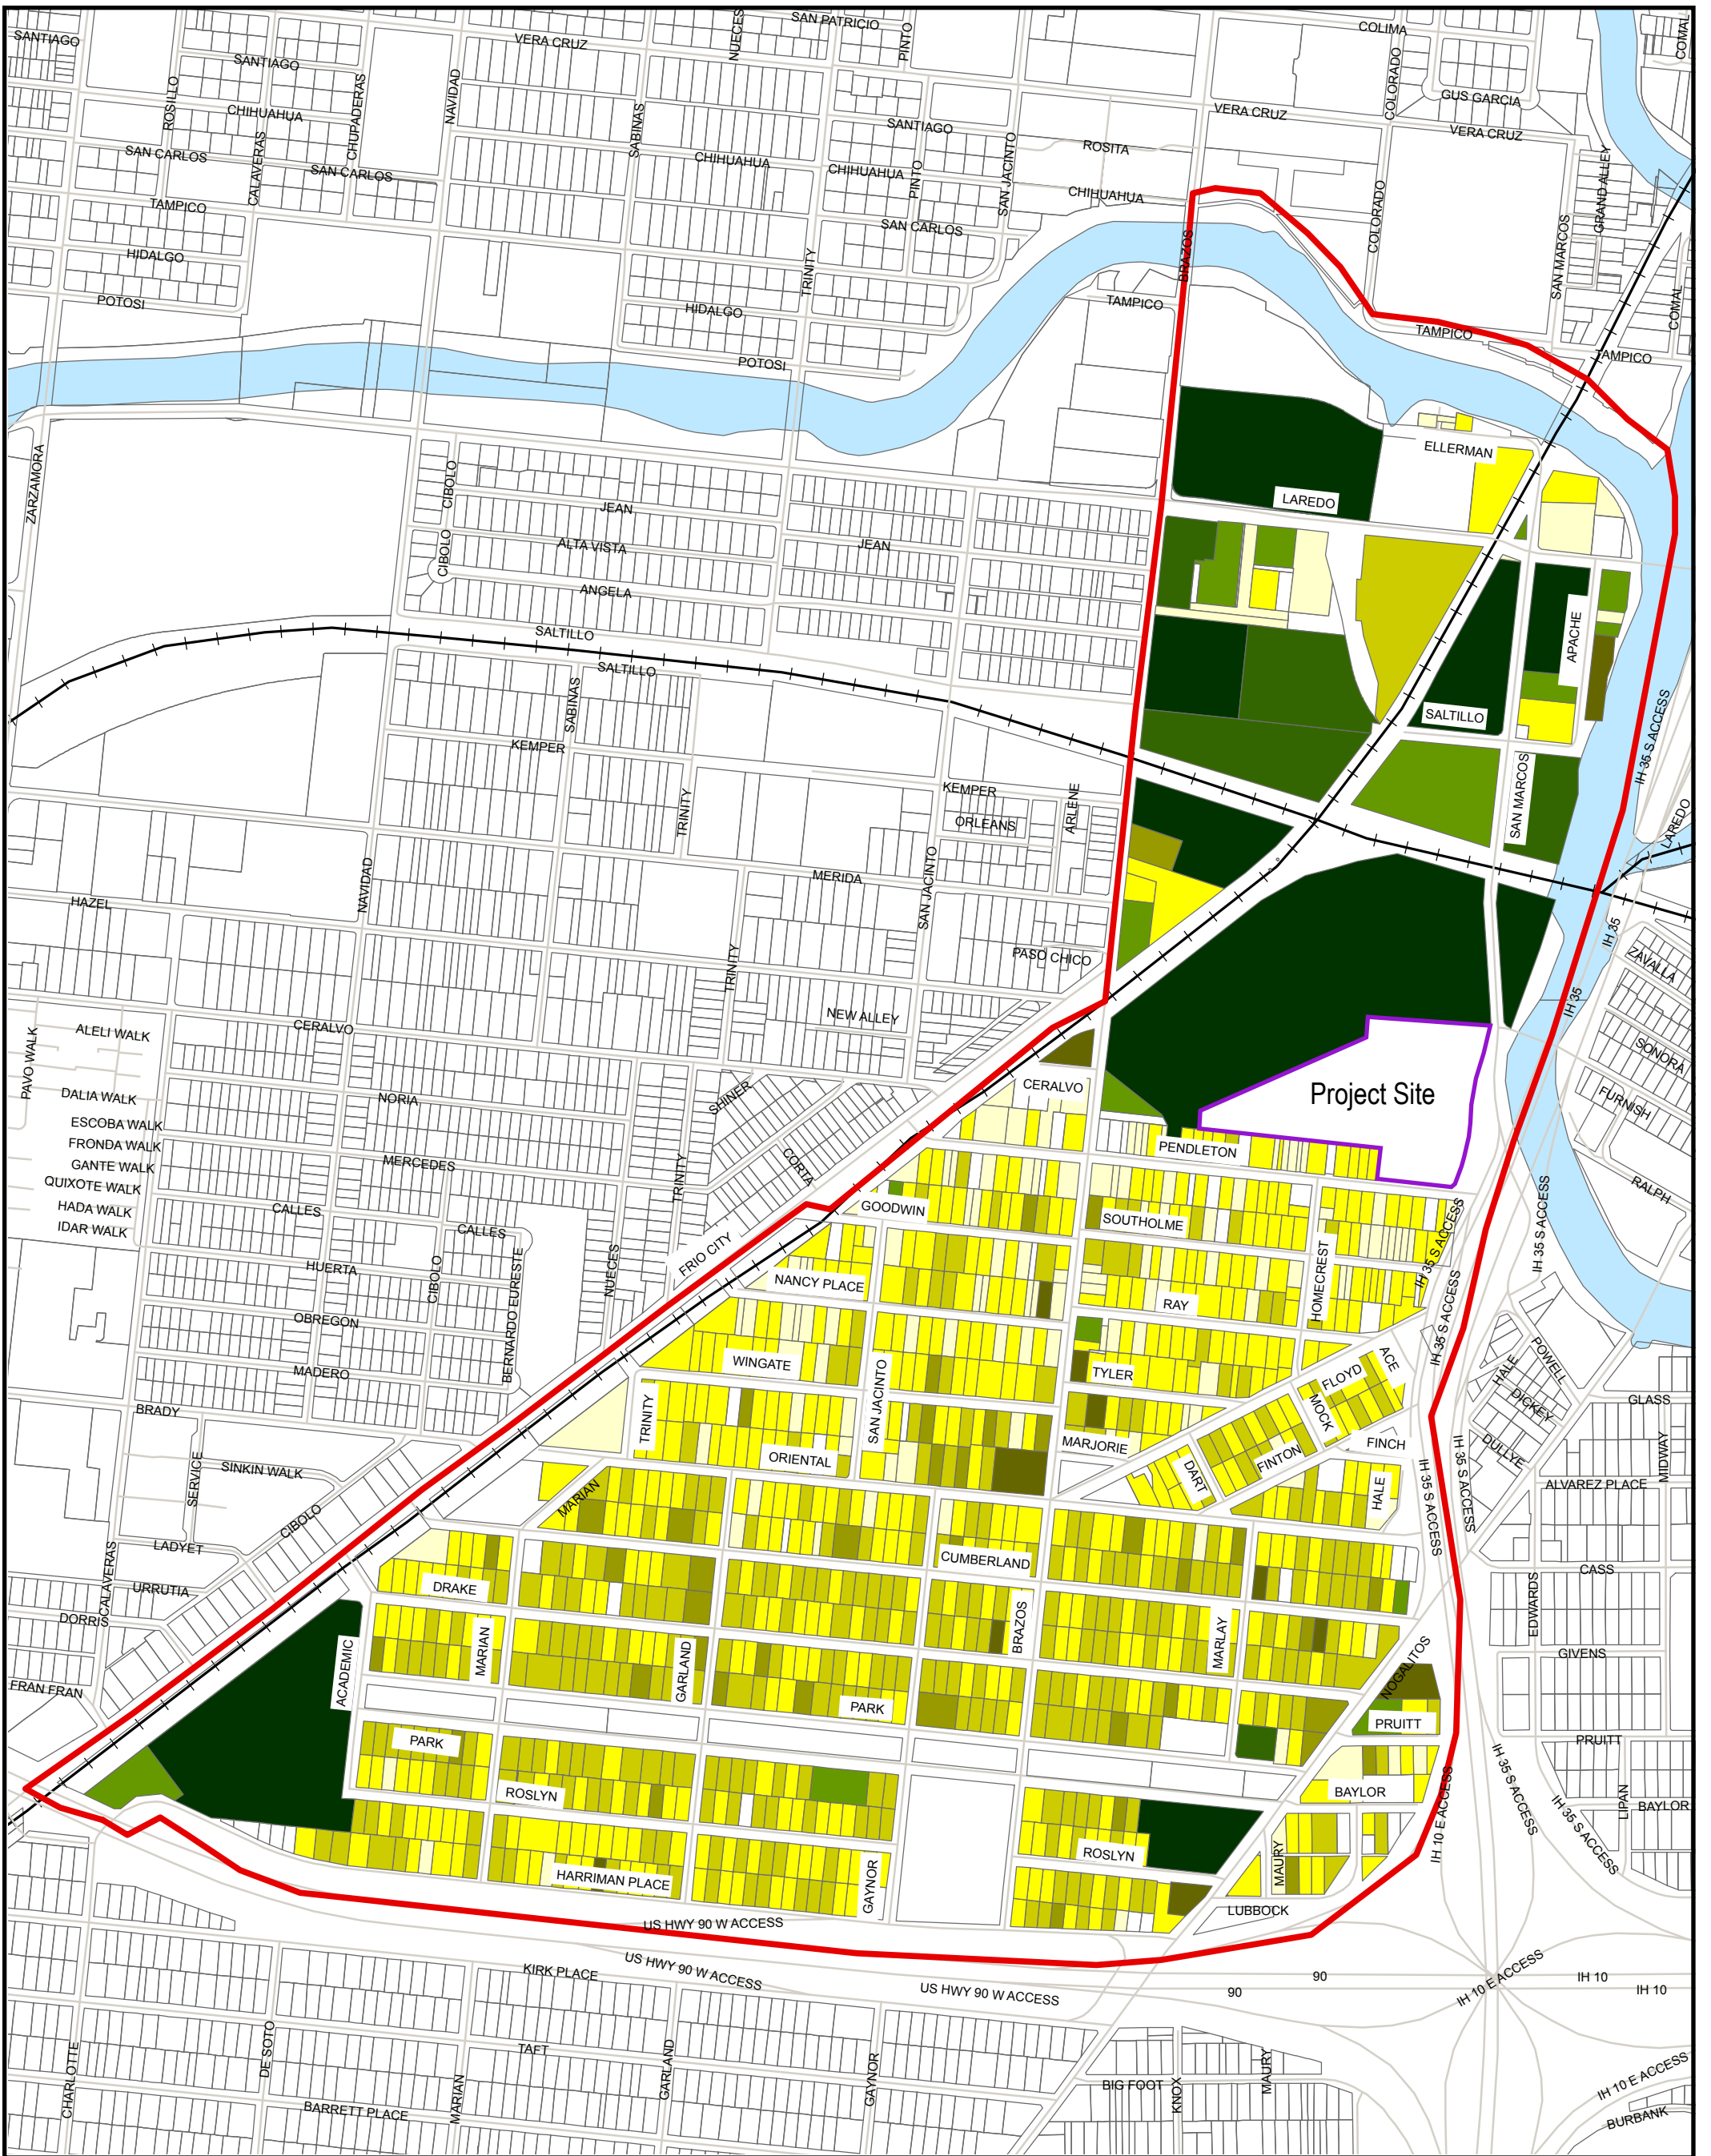 SAN PATRICIO
COLIMA
COMAL
SANTIAGO
VERA CRUZ
NUECES
PINTO
SANTIAGO
COLORADO
GUS GARCIA
ROSILLO
CHUPADERAS
NAVIDAD
CHIHUAHUA
SABINAS
VERA CRUZ
VERA CRUZ
SANTIAGO
ROSITA
SAN CARLOS
CALAVERAS
SAN CARLOS
CHIHUAHUA
CHIHUAHUA
PINTO
SAN JACINTO
CHIHUAHUA
COLORADO
GRAND ALLEY
TAMPICO
SAN CARLOS
HIDALGO
TRINITY
BRAZOS
SAN MARCOS
POTOSI
HIDALGO
TAMPICO
COMAL
TAMPICO
TAMPICO
POTOSI
ZARZAMORA
CIBOLO
ELLERMAN
JEAN
LAREDO
ALTA VISTA
JEAN
CIBOLO
ANGELA
SALTILLO
SALTILLO
APACHE
SABINAS
SALTILLO
IH 35 S ACCESS
KEMPER
KEMPER
TRINITY
ORLEANS
ARLENE
SAN MARCOS
LAREDO
NAVIDAD
MERIDA
SAN JACINTO
HAZEL
IH 35
ZAVALLA
TRINITY
PASO CHICO
IH 35
NEW ALLEY
CERALVO
ALELI WALK
PAVO WALK
SONORA
CERALVO
Project Site
DALIA WALK
NORIA
SHINER
FURNISH
ESCOBA WALK
FRONDA WALK
PENDLETON
GANTE WALK
MERCEDES
TRINITY
CORTA
QUIXOTE WALK
RALPH
HADA WALK
CALLES
GOODWIN
SOUTHOLME
IDAR WALK
CALLES
IH 35 S ACCESS
IH 35 S ACCESS
FRIO CITY
HUERTA
CIBOLO
BERNARDO EURESTE
NUECES
NANCY PLACE
HOMECREST
RAY
OBREGON
IH 35 S ACCESS
MADERO
WINGATE
TYLER
FLOYD
ACE
POWELL
HALE
BRADY
TRINITY
SAN JACINTO
MOCK
DICKEY
GLASS
MARJORIE
FINCH
SINKIN WALK
SERVICE
ORIENTAL
FINTON
DULLYE
MIDWAY
DART
HALE
IH 35 S ACCESS
IH 35 S ACCESS
ALVAREZ PLACE
MARIAN
CIBOLO
LADYET
CUMBERLAND
CASS
URRUTIA
CALAVERAS
DRAKE
EDWARDS
DORRIS
MARIAN
BRAZOS
MARLAY
GARLAND
GIVENS
FRAN FRAN
ACADEMIC
NOGALITOS
PARK
PRUITT
PARK
PRUITT
ROSLYN
BAYLOR
IH 35 S ACCESS
LIPAN
BAYLOR
IH 35 S ACCESS
IH 10 E ACCESS
ROSLYN
MAURY
HARRIMAN PLACE
GAYNOR
LUBBOCK
US HWY 90 W ACCESS
US HWY 90 W ACCESS
KIRK PLACE
90
IH 10
US HWY 90 W ACCESS
90
IH 10 E ACCESS
IH 10
DE SOTO
TAFT
CHARLOTTE
GARLAND
GAYNOR
MAURY
IH 10 E ACCESS
MARIAN
BIG FOOT
KNOX
BARRETT PLACE
BURBANK